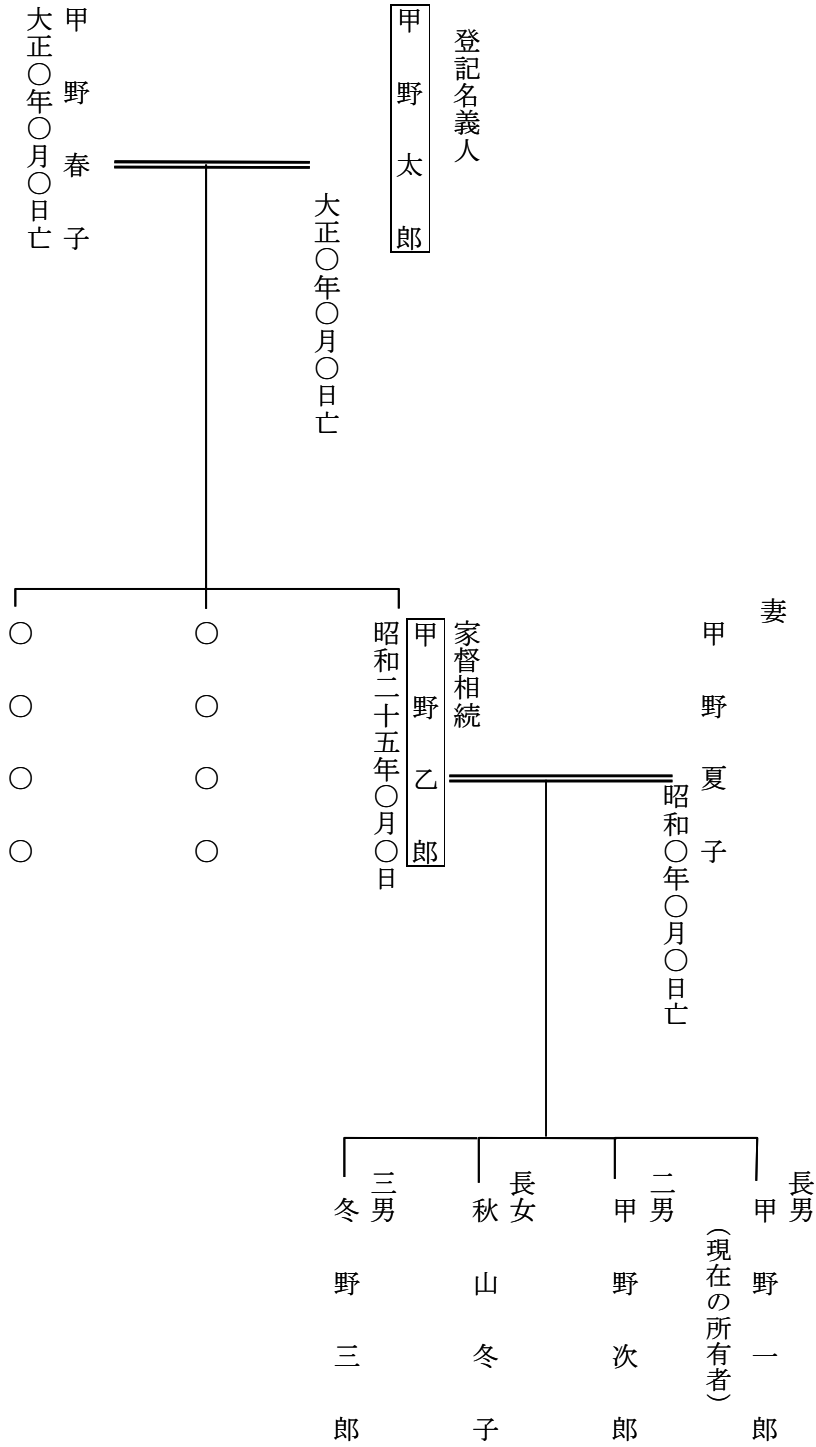 登記名義人
甲野太郎
大正〇年〇月〇日亡
甲野春子
大正〇年〇月〇日亡
妻
甲野夏子
昭和〇年〇月〇日亡
家督相続
甲野乙郎
昭和二十五年〇月〇日
〇〇〇〇
〇〇〇〇
長男
甲野一郎
（現在の所有者）
二男
甲野次郎
長女
秋山冬子
三男
冬野三郎